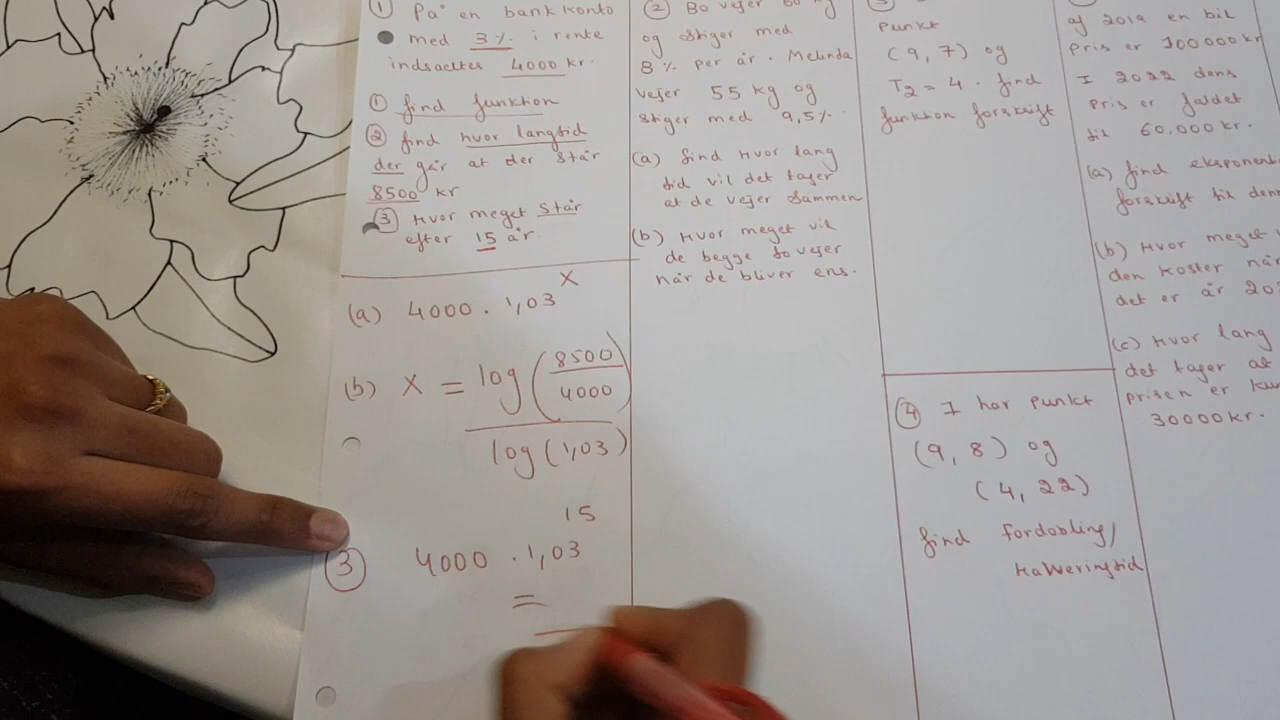 ① På en bankkonto
med 3% i rente
indsættes 4000 kr.
① find funktion
② find hvor langtid
der går at der står
8500 kr
③ Hvor meget står
efter 15 år.
(a) 4000 . 1,03^x
(b) x = log(8500/4000)
log(1,03)
③ 4000 . 1,03^15
=
② Bo vejer
og stiger med
8% per år. Melinda
vejer 55 kg og
stiger med 9,5%.
(a) find hvor lang
tid vil det tager
at de vejer sammen
(b) Hvor meget vil
de begge to vejer
når de bliver ens.
Punkt
(9,7) og
T₂ = 4. find
funktion forskrift
④ I har punkt
(9,8) og
(4,22)
find fordobling/
Halveringtid
af 2019 en bil
pris er 100000 kr
I 2022 dens
pris er faldet
til 60.000 kr.
(a) find
forskrift til
(b) Hvor meget
den koster når
det er år
(c) Hvor lang
det tager at
prisen er
30000 kr.